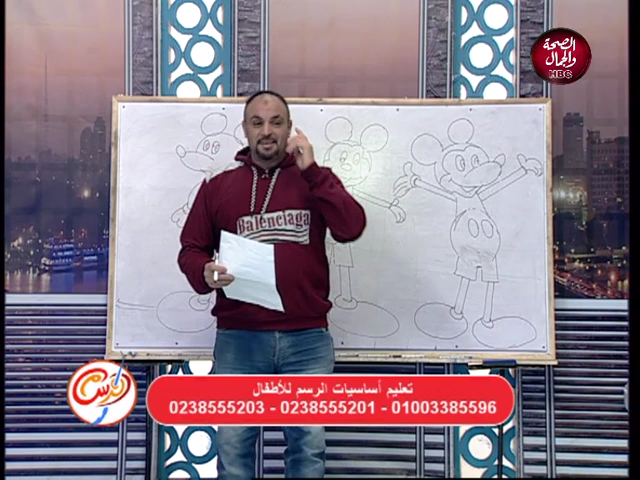 الصحة
والجمال
HBC
Balenciaga
تعليم أساسيات الرسم للأطفال
0238555203 - 0238555201 - 01003385596